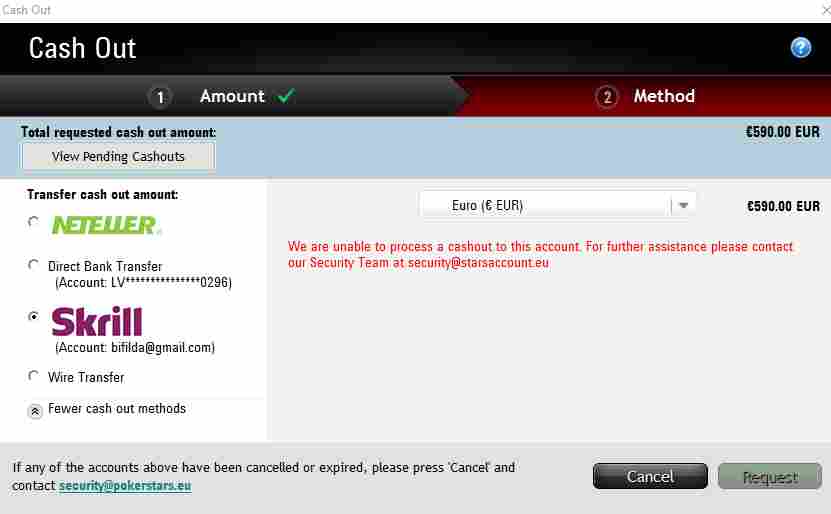 Cash Out
Cash Out
?
1 Amount
2 Method
Total requested cash out amount:
€590.00 EUR
View Pending Cashouts
Transfer cash out amount:
Euro (€ EUR)
€590.00 EUR
NETELLER
We are unable to process a cashout to this account. For further assistance please contact
our Security Team at security@starsaccount.eu
Direct Bank Transfer
(Account: LV***************0296)
Skrill
(Account: bifilda@gmail.com)
Wire Transfer
Fewer cash out methods
If any of the accounts above have been cancelled or expired, please press 'Cancel' and
contact security@pokerstars.eu
Cancel
Request